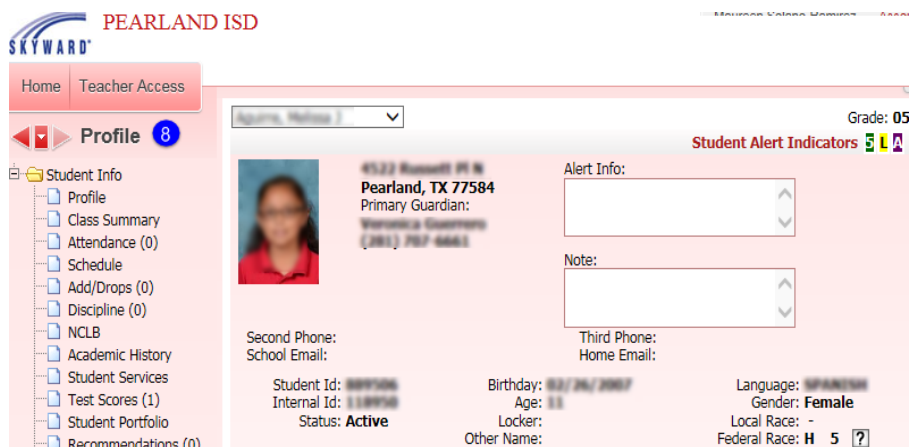 PEARLAND ISD
SKYWARD
Home Teacher Access
Profile 8
Grade: 05
Student Alert Indicators 5 L A
Student Info
Profile
Class Summary
Attendance (0)
Schedule
Add/Drops (0)
Discipline (0)
NCLB
Academic History
Student Services
Test Scores (1)
Student Portfolio
Recommendations (0)
Pearland, TX 77584
Primary Guardian:
Alert Info:
Note:
Second Phone: Third Phone:
School Email: Home Email:
Student Id: Birthday: Language:
Internal Id: Age: Gender: Female
Status: Active Locker: Local Race: -
Other Name: Federal Race: H 5 ?